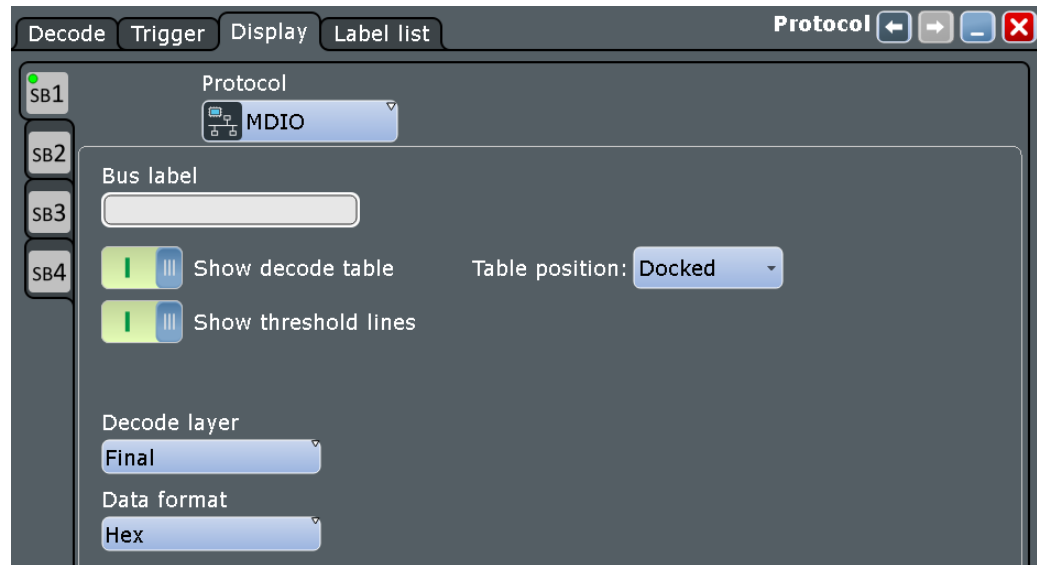 Decode Trigger Display Label list Protocol
SB1
Protocol
MDIO
SB2
Bus label
SB3
SB4
Show decode table Table position: Docked
Show threshold lines
Decode layer
Final
Data format
Hex